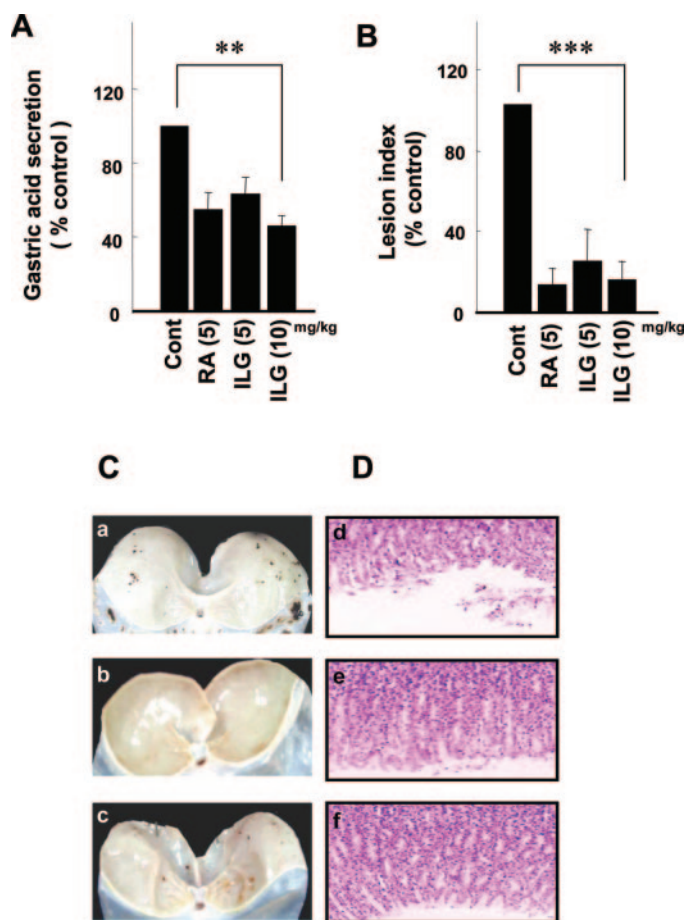 A
**
Gastric acid secretion
( % control )
120
80
40
0
Cont
RA (5)
ILG (5)
ILG (10)
mg/kg
B
***
Lesion index
(% control)
120
80
40
0
Cont
RA (5)
ILG (5)
ILG (10)
mg/kg
C
D
a
d
b
e
c
f